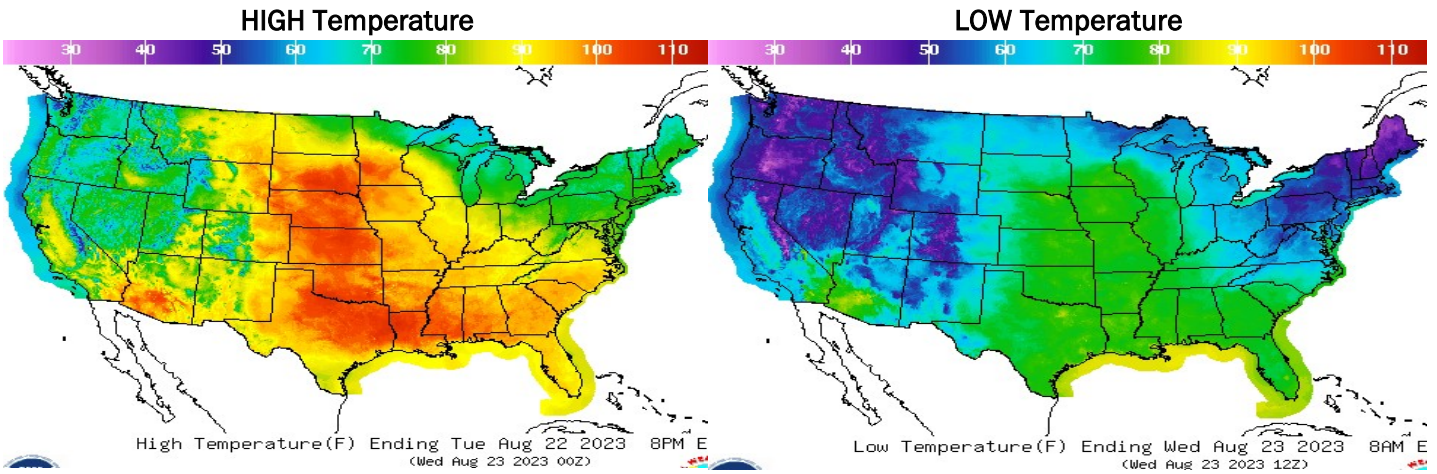 HIGH Temperature
30 40 50 60 70 80 90 100 110
High Temperature(F) Ending Tue Aug 22 2023 8PM E
(Wed Aug 23 2023 00Z)
LOW Temperature
30 40 50 60 70 80 90 100 110
Low Temperature(F) Ending Wed Aug 23 2023 8AM E
(Wed Aug 23 2023 12Z)